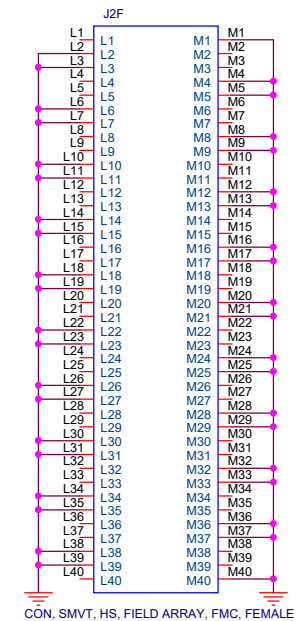 J2F
L1 L1 M1 M1
L2 L2 M2 M2
L3 L3 M3 M3
L4 L4 M4 M4
L5 L5 M5 M5
L6 L6 M6 M6
L7 L7 M7 M7
L8 L8 M8 M8
L9 L9 M9 M9
L10 L10 M10 M10
L11 L11 M11 M11
L12 L12 M12 M12
L13 L13 M13 M13
L14 L14 M14 M14
L15 L15 M15 M15
L16 L16 M16 M16
L17 L17 M17 M17
L18 L18 M18 M18
L19 L19 M19 M19
L20 L20 M20 M20
L21 L21 M21 M21
L22 L22 M22 M22
L23 L23 M23 M23
L24 L24 M24 M24
L25 L25 M25 M25
L26 L26 M26 M26
L27 L27 M27 M27
L28 L28 M28 M28
L29 L29 M29 M29
L30 L30 M30 M30
L31 L31 M31 M31
L32 L32 M32 M32
L33 L33 M33 M33
L34 L34 M34 M34
L35 L35 M35 M35
L36 L36 M36 M36
L37 L37 M37 M37
L38 L38 M38 M38
L39 L39 M39 M39
L40 L40 M40 M40
CON, SMVT, HS, FIELD ARRAY, FMC, FEMALE